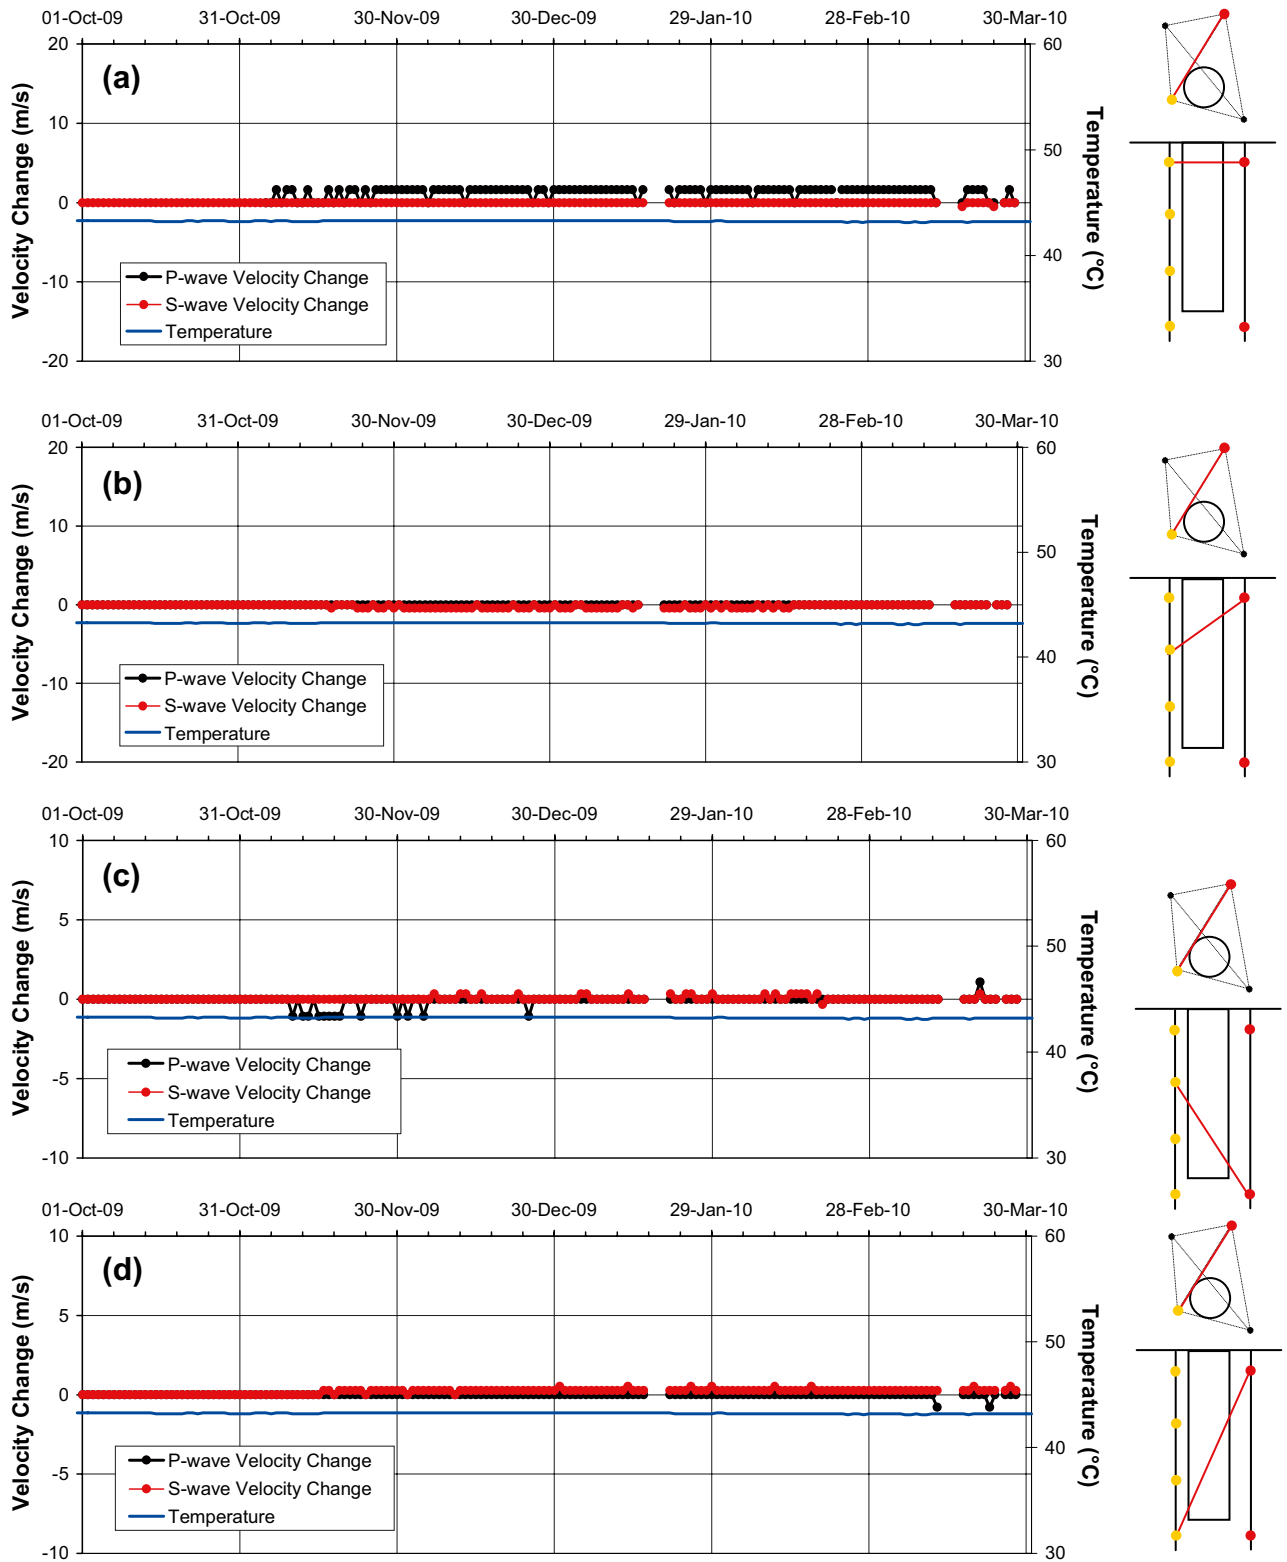 01-Oct-09 31-Oct-09 30-Nov-09 30-Dec-09 29-Jan-10 28-Feb-10 30-Mar-10
20 60
(a)
10 50
0
-10 40
-20 30
Velocity Change (m/s)
Temperature (°C)
P-wave Velocity Change
S-wave Velocity Change
Temperature
01-Oct-09 31-Oct-09 30-Nov-09 30-Dec-09 29-Jan-10 28-Feb-10 30-Mar-10
20 60
(b)
10 50
0
-10 40
-20 30
Velocity Change (m/s)
Temperature (°C)
P-wave Velocity Change
S-wave Velocity Change
Temperature
01-Oct-09 31-Oct-09 30-Nov-09 30-Dec-09 29-Jan-10 28-Feb-10 30-Mar-10
10 60
(c)
5 50
0
-5 40
-10 30
Velocity Change (m/s)
Temperature (°C)
P-wave Velocity Change
S-wave Velocity Change
Temperature
01-Oct-09 31-Oct-09 30-Nov-09 30-Dec-09 29-Jan-10 28-Feb-10 30-Mar-10
10 60
(d)
5 50
0
-5 40
-10 30
Velocity Change (m/s)
Temperature (°C)
P-wave Velocity Change
S-wave Velocity Change
Temperature